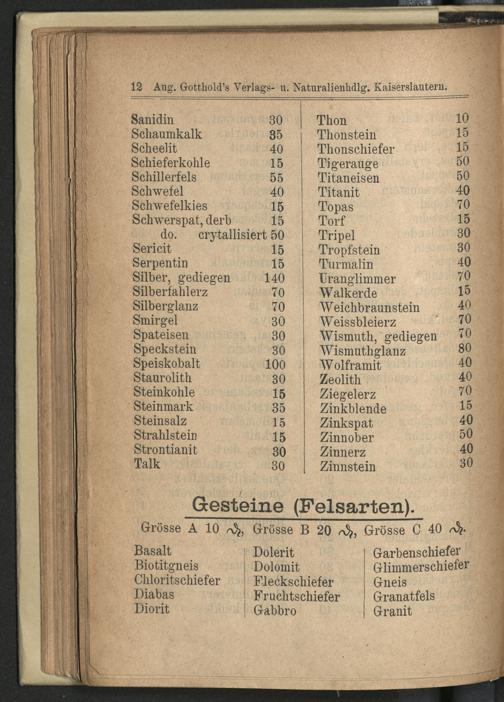 12 Aug. Gotthold's Verlags- u. Naturalienhdlg. Kaiserslautern.
Sanidin 30
Schaumkalk 35
Scheelit 40
Schieferkohle 15
Schillerfels 55
Schwefel 40
Schwefelkies 15
Schwerspat, derb 15
do. crytallisiert 50
Sericit 15
Serpentin 15
Silber, gediegen 140
Silberfahlerz 70
Silberglanz 70
Smirgel 30
Spateisen 30
Speckstein 30
Speiskobalt 100
Staurolith 30
Steinkohle 15
Steinmark 35
Steinsalz 15
Strahlstein 15
Strontianit 30
Talk 30
Thon 10
Thonstein 15
Thonschiefer 15
Tigerauge 50
Titaneisen 50
Titanit 40
Topas 70
Torf 15
Tripel 30
Tropfstein 30
Turmalin 40
Uranglimmer 70
Walkerde 15
Weichbraunstein 40
Weissbleierz 70
Wismuth, gediegen 70
Wismuthglanz 80
Wolframit 40
Zeolith 40
Ziegelerz 70
Zinkblende 15
Zinkspat 40
Zinnober 50
Zinnerz 40
Zinnstein 30
Gesteine (Felsarten).
Grösse A 10 ₰, Grösse B 20 ₰, Grösse C 40 ₰.
Basalt
Biotitgneis
Chloritschiefer
Diabas
Diorit
Dolerit
Dolomit
Fleckschiefer
Fruchtschiefer
Gabbro
Garbenschiefer
Glimmerschiefer
Gneis
Granatfels
Granit